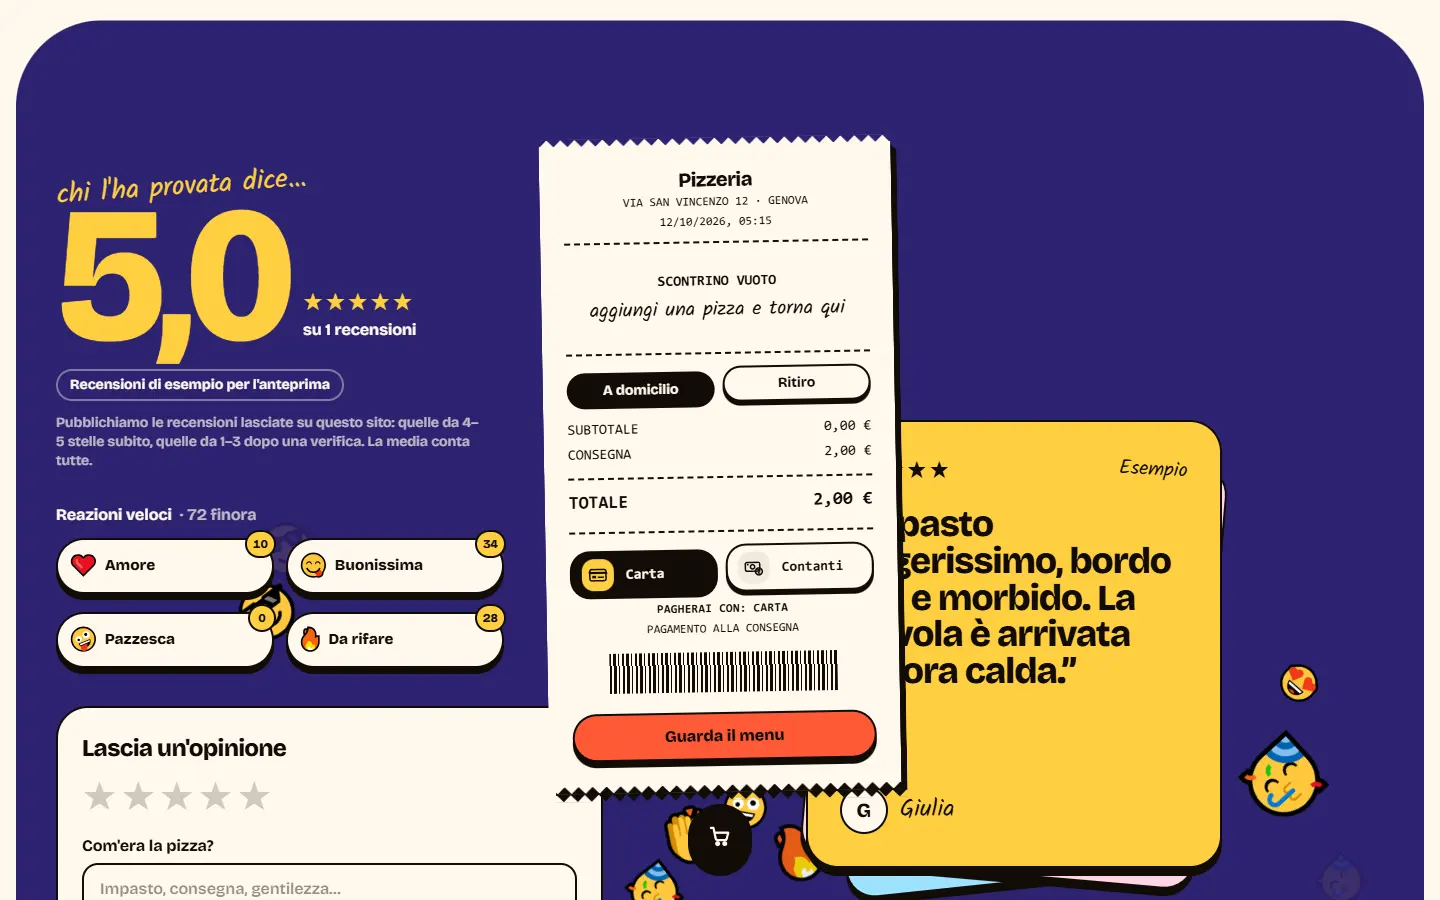 chi l'ha provata dice...
5,0
★★★★★
su 1 recensioni
Recensioni di esempio per l'anteprima
Pubblichiamo le recensioni lasciate su questo sito: quelle da 4–
5 stelle subito, quelle da 1–3 dopo una verifica. La media conta
tutte.
Reazioni veloci · 72 finora
Amore
10
Buonissima
34
Pazzesca
0
Da rifare
28
Lascia un'opinione
Com'era la pizza?
Impasto, consegna, gentilezza...
Pizzeria
VIA SAN VINCENZO 12 · GENOVA
12/10/2026, 05:15
SCONTRINO VUOTO
aggiungi una pizza e torna qui
A domicilio
Ritiro
SUBTOTALE 0,00 €
CONSEGNA 2,00 €
TOTALE 2,00 €
Carta
Contanti
PAGHERAI CON: CARTA
PAGAMENTO ALLA CONSEGNA
Guarda il menu
★★
Esempio
pasto
gerissimo, bordo
e morbido. La
vola è arrivata
ora calda.”
G
Giulia